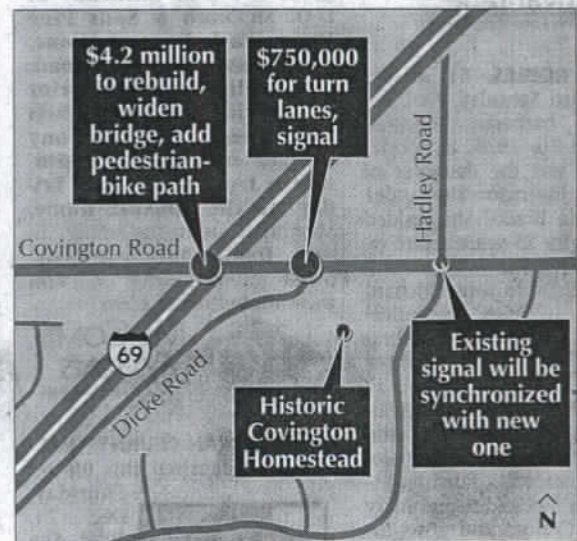 $4.2 million
to rebuild,
widen
bridge, add
pedestrian-
bike path
$750,000
for turn
lanes,
signal
Hadley Road
Covington Road
69
Dicke Road
Historic
Covington
Homestead
Existing
signal will be
synchronized
with new
one
N